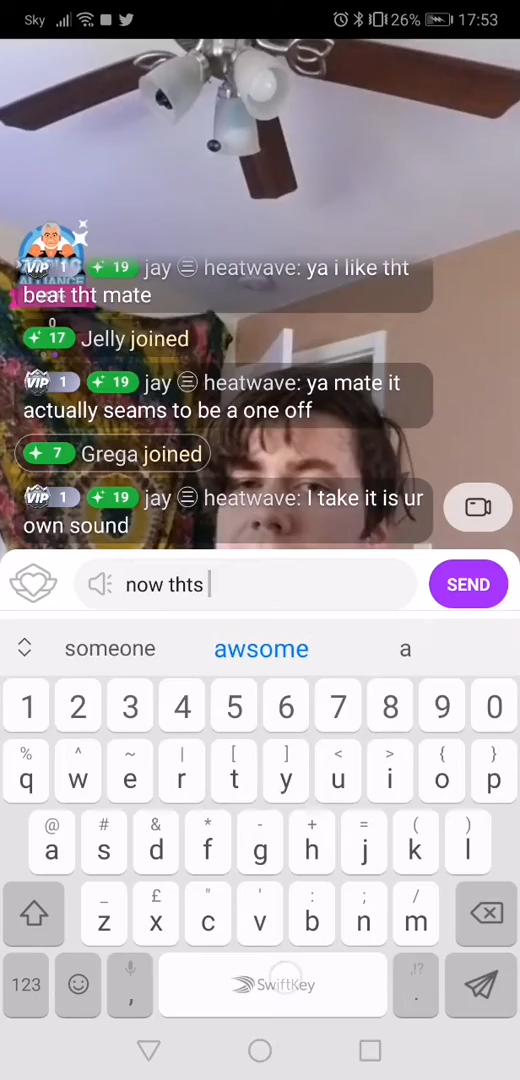 Sky 26% 17:53
VIP 1 19 jay heatwave: ya i like tht
beat tht mate
ALLIANCE
0
17 Jelly joined
VIP 1 19 jay heatwave: ya mate it
actually seams to be a one off
7 Grega joined
VIP 1 19 jay heatwave: I take it is ur
own sound
now thts
SEND
someone awsome a
1 2 3 4 5 6 7 8 9 0
% ^ ~ | [ ] < > { }
q w e r t y u i o p
@ # & * - + = ( )
a s d f g h j k l
_ £ " ' : ; /
z x c v b n m
,!?
123 , SwiftKey .